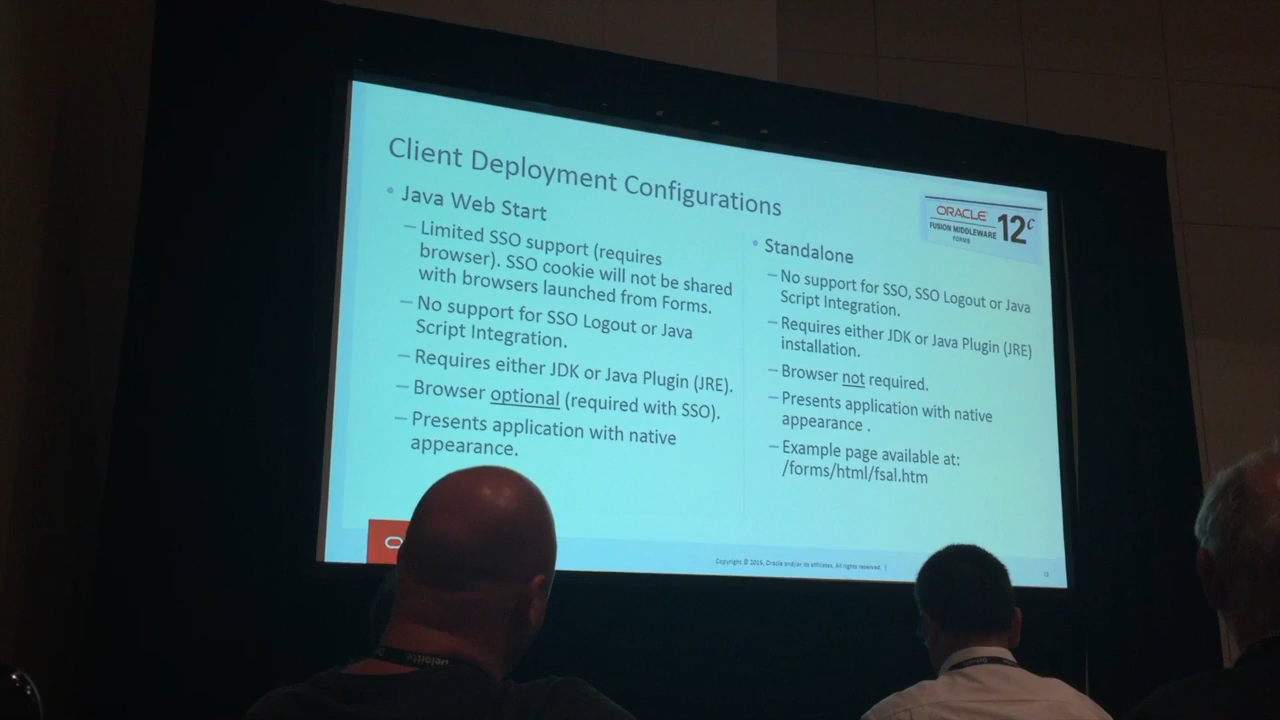 Client Deployment Configurations
• Java Web Start
– Limited SSO support (requires
browser). SSO cookie will not be shared
with browsers launched from Forms.
– No support for SSO Logout or Java
Script Integration.
– Requires either JDK or Java Plugin (JRE).
– Browser optional (required with SSO).
– Presents application with native
appearance.
ORACLE
FUSION MIDDLEWARE
FORMS
12c
• Standalone
– No support for SSO, SSO Logout or Java
Script Integration.
– Requires either JDK or Java Plugin (JRE)
installation.
– Browser not required.
– Presents application with native
appearance .
– Example page available at:
/forms/html/fsal.htm
Copyright © 2015, Oracle and/or its affiliates. All rights reserved. |
13
Deloitte